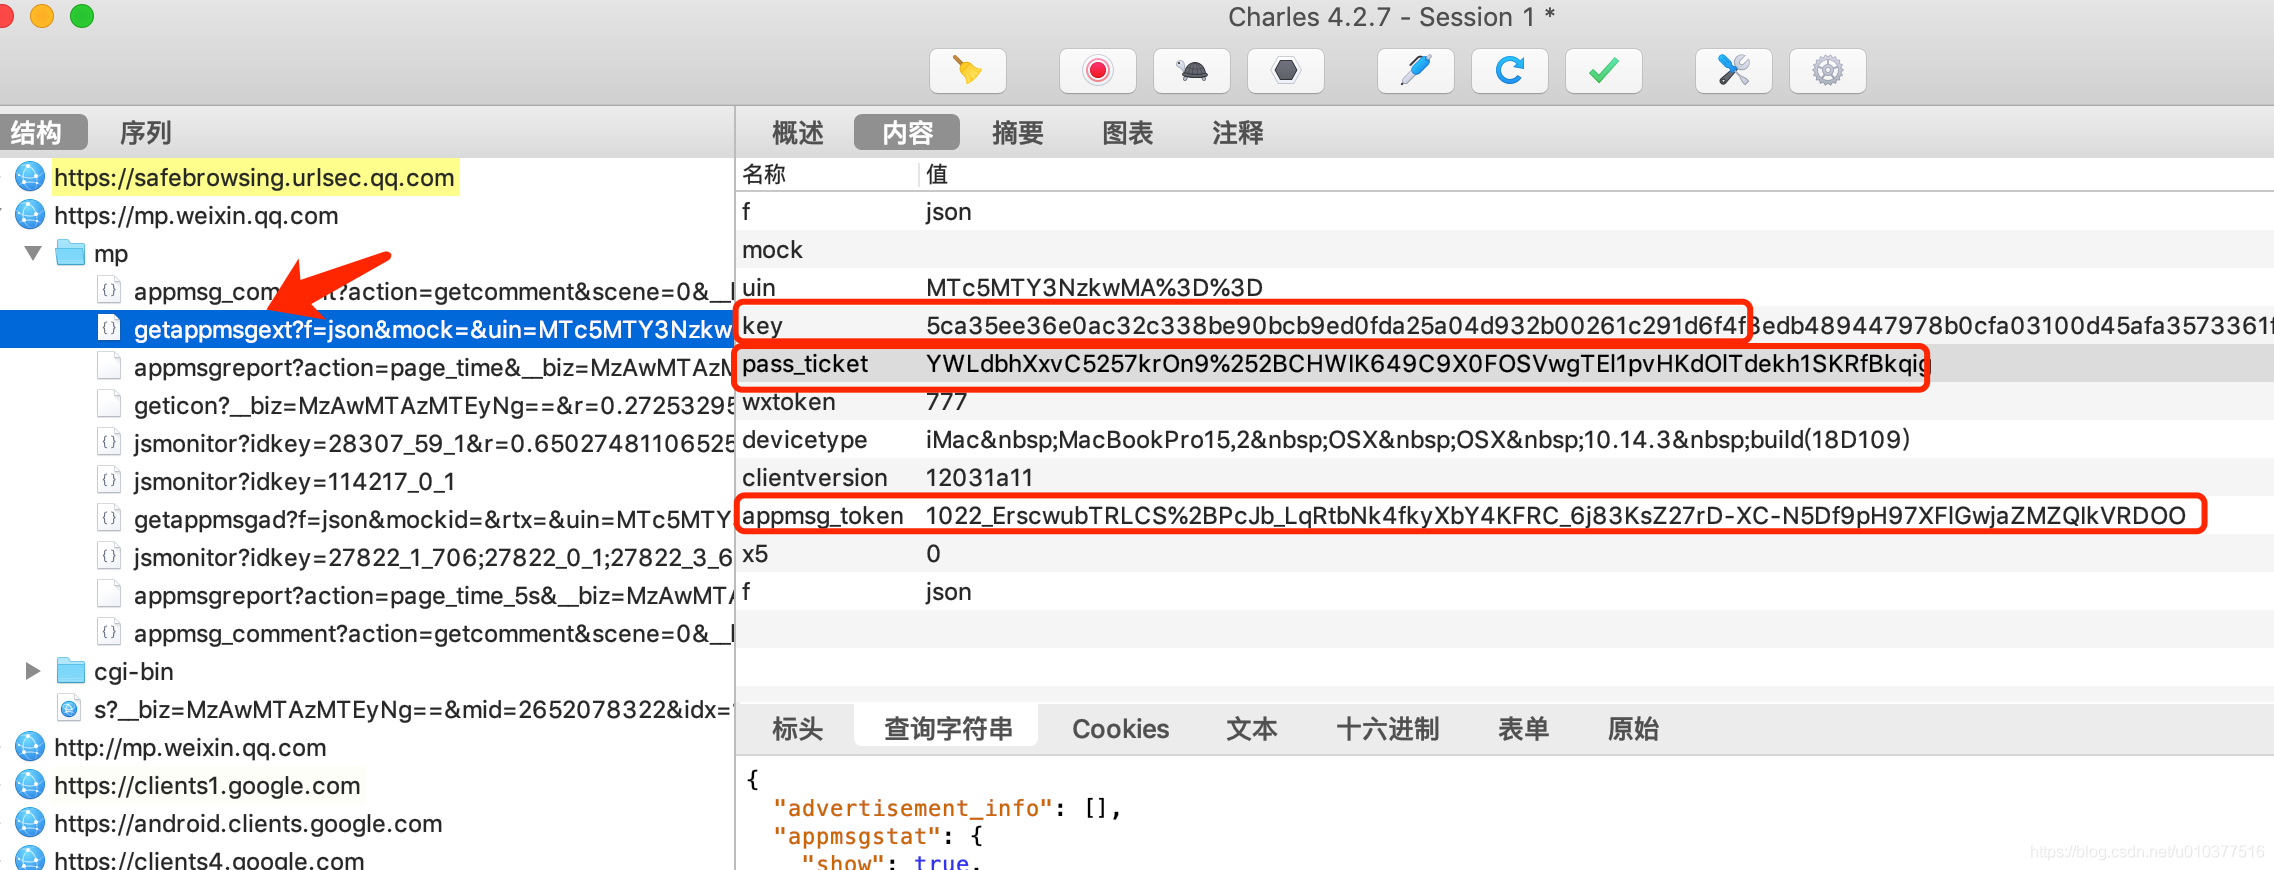 Charles 4.2.7 - Session 1 *
结构 序列
https://safebrowsing.urlsec.qq.com
https://mp.weixin.qq.com
mp
appmsg_com t?action=getcomment&scene=0&__
getappmsgext?f=json&mock=&uin=MTc5MTY3Nzkw
appmsgreport?action=page_time&__biz=MzAwMTAzM
geticon?__biz=MzAwMTAzMTEyNg==&r=0.27253295
jsmonitor?idkey=28307_59_1&r=0.65027481106525
jsmonitor?idkey=114217_0_1
getappmsgad?f=json&mockid=&rtx=&uin=MTc5MTY
jsmonitor?idkey=27822_1_706;27822_0_1;27822_3_6
appmsgreport?action=page_time_5s&__biz=MzAwMTA
appmsg_comment?action=getcomment&scene=0&__
cgi-bin
s?__biz=MzAwMTAzMTEyNg==&mid=2652078322&idx=
http://mp.weixin.qq.com
https://clients1.google.com
https://android.clients.google.com
https://clients4.google.com
概述 内容 摘要 图表 注释
名称 值
f json
mock
uin MTc5MTY3NzkwMA%3D%3D
key 5ca35ee36e0ac32c338be90bcb9ed0fda25a04d932b00261c291d6f4f3edb489447978b0cfa03100d45afa3573361f
pass_ticket YWLdbhXxvC5257krOn9%252BCHWIK649C9X0FOSVwgTEl1pvHKdOITdekh1SKRfBkqig
wxtoken 777
devicetype iMac&nbsp;MacBookPro15,2&nbsp;OSX&nbsp;OSX&nbsp;10.14.3&nbsp;build(18D109)
clientversion 12031a11
appmsg_token 1022_ErscwubTRLCS%2BPcJb_LqRtbNk4fkyXbY4KFRC_6j83KsZ27rD-XC-N5Df9pH97XFlGwjaZMZQIkVRDOO
x5 0
f json
标头 查询字符串 Cookies 文本 十六进制 表单 原始
{
"advertisement_info": [],
"appmsgstat": {
"show": true,
https://blog.csdn.net/u010377516